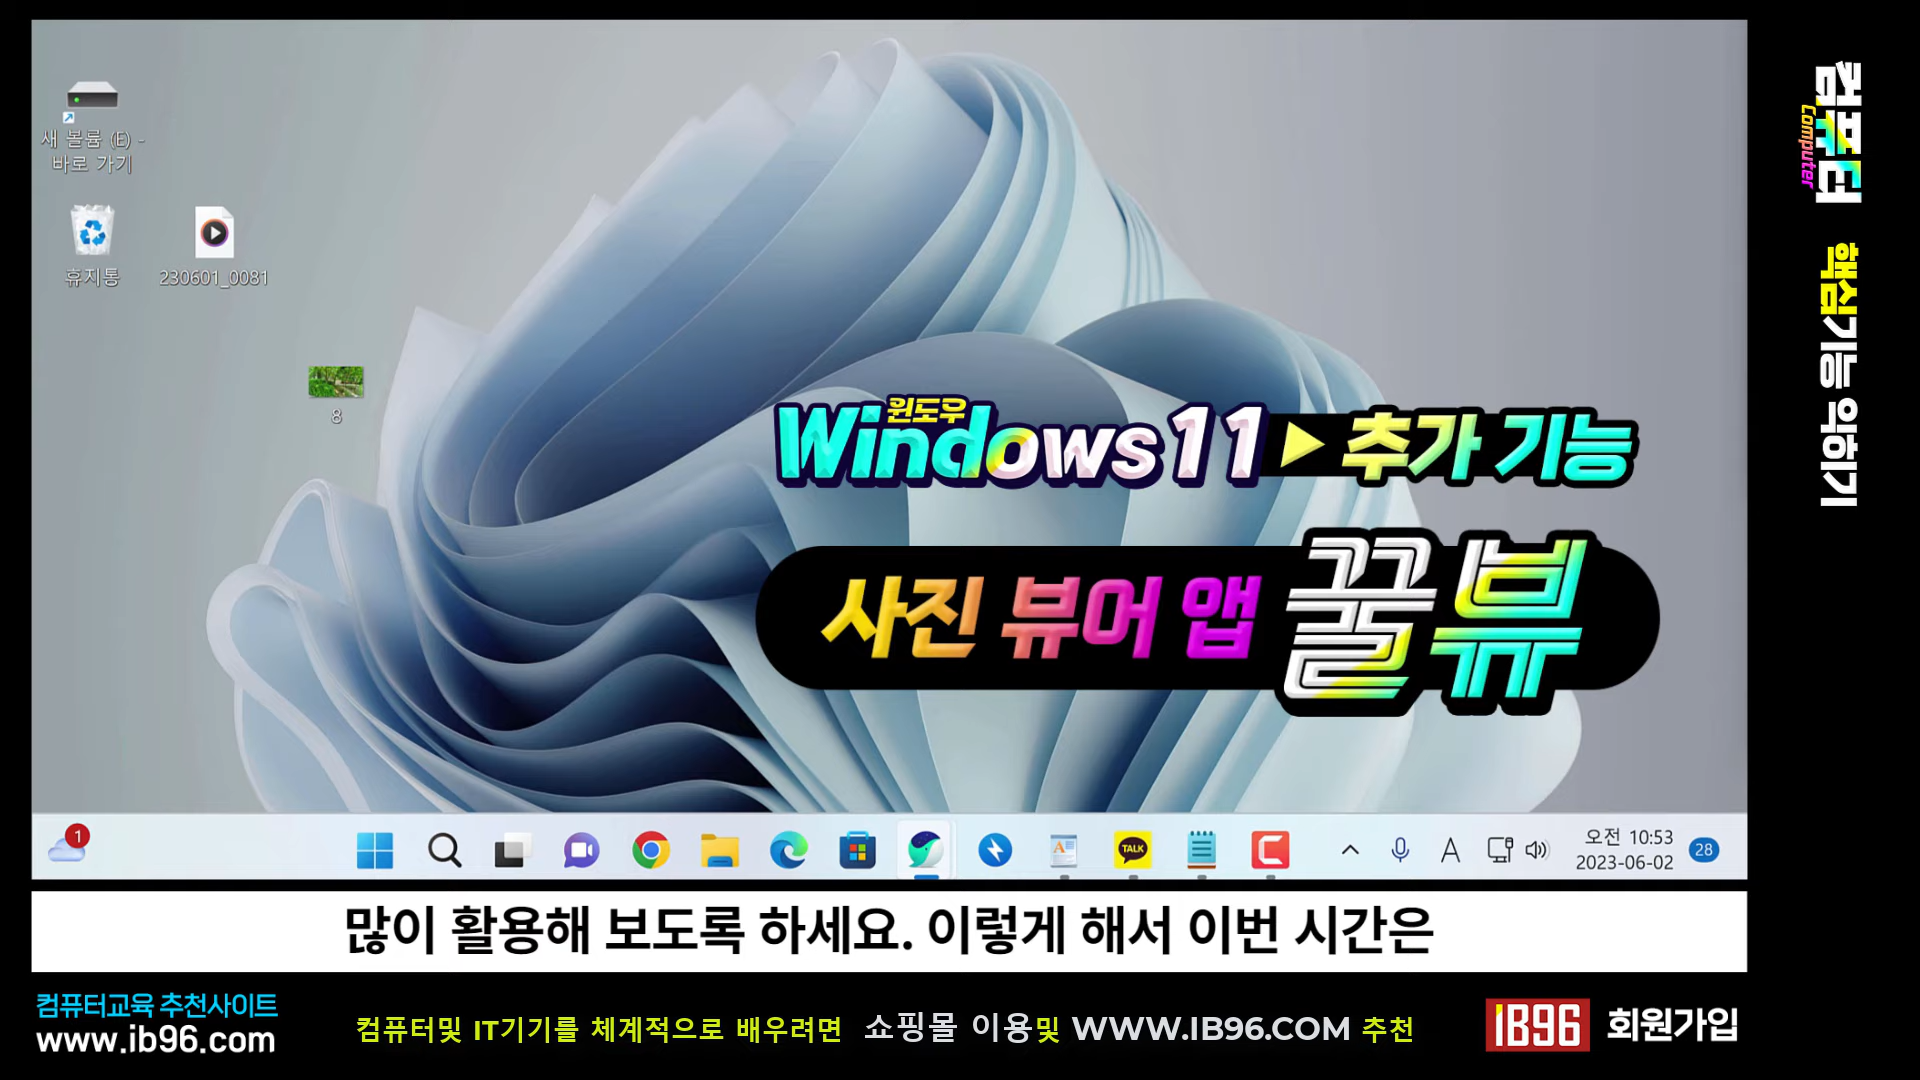 새 볼륨 (E) -
바로 가기
휴지통
230601_0081
8
윈도우
Windows11 ▶ 추가 기능
사진 뷰어 앱 꿀뷰
컴퓨터
Computer
핵심기능 익히기
1
A
TALK
A
오전 10:53
2023-06-02
28
많이 활용해 보도록 하세요. 이렇게 해서 이번 시간은
컴퓨터교육 추천사이트
www.ib96.com
컴퓨터및 IT기기를 체계적으로 배우려면 쇼핑몰 이용및 WWW.IB96.COM 추천
IB96 회원가입